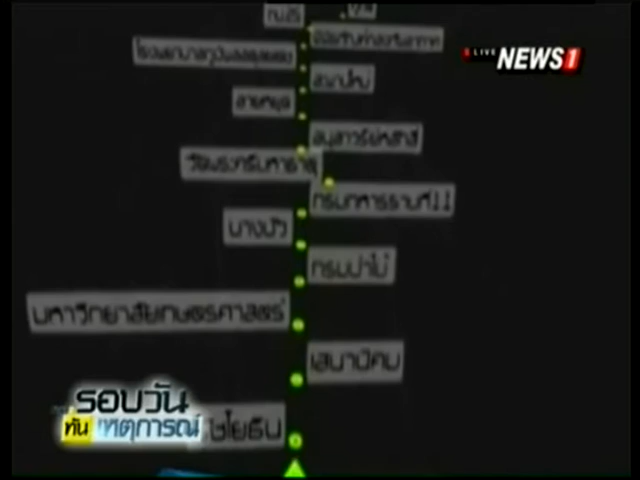 กม.25
โรงพยาบาลภูมิพลอดุลยเดช
สะพานใหม่
สายหยุด
อนุสาวรีย์หลักสี่
วัดพระศรีมหาธาตุ
กรมทหารราบที่11
บางบัว
กรมป่าไม้
มหาวิทยาลัยเกษตรศาสตร์
เสนานิคม
LIVE NEWS1
รอบวัน
ทัน เหตุการณ์